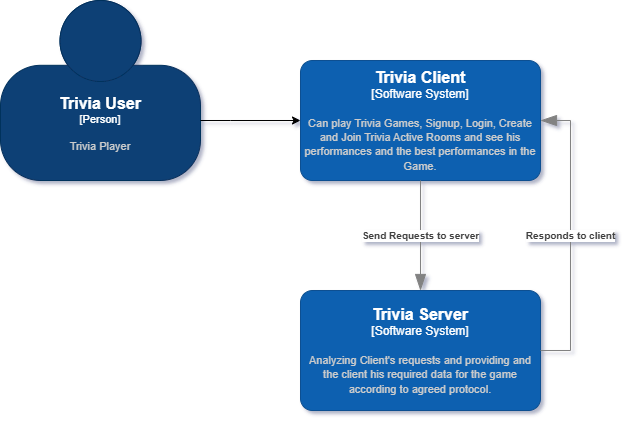 Trivia User
[Person]
Trivia Player
Trivia Client
[Software System]
Can play Trivia Games, Signup, Login, Create
and Join Trivia Active Rooms and see his
performances and the best performances in the
Game.
Send Requests to server
Responds to client
Trivia Server
[Software System]
Analyzing Client's requests and providing and
the client his required data for the game
according to agreed protocol.